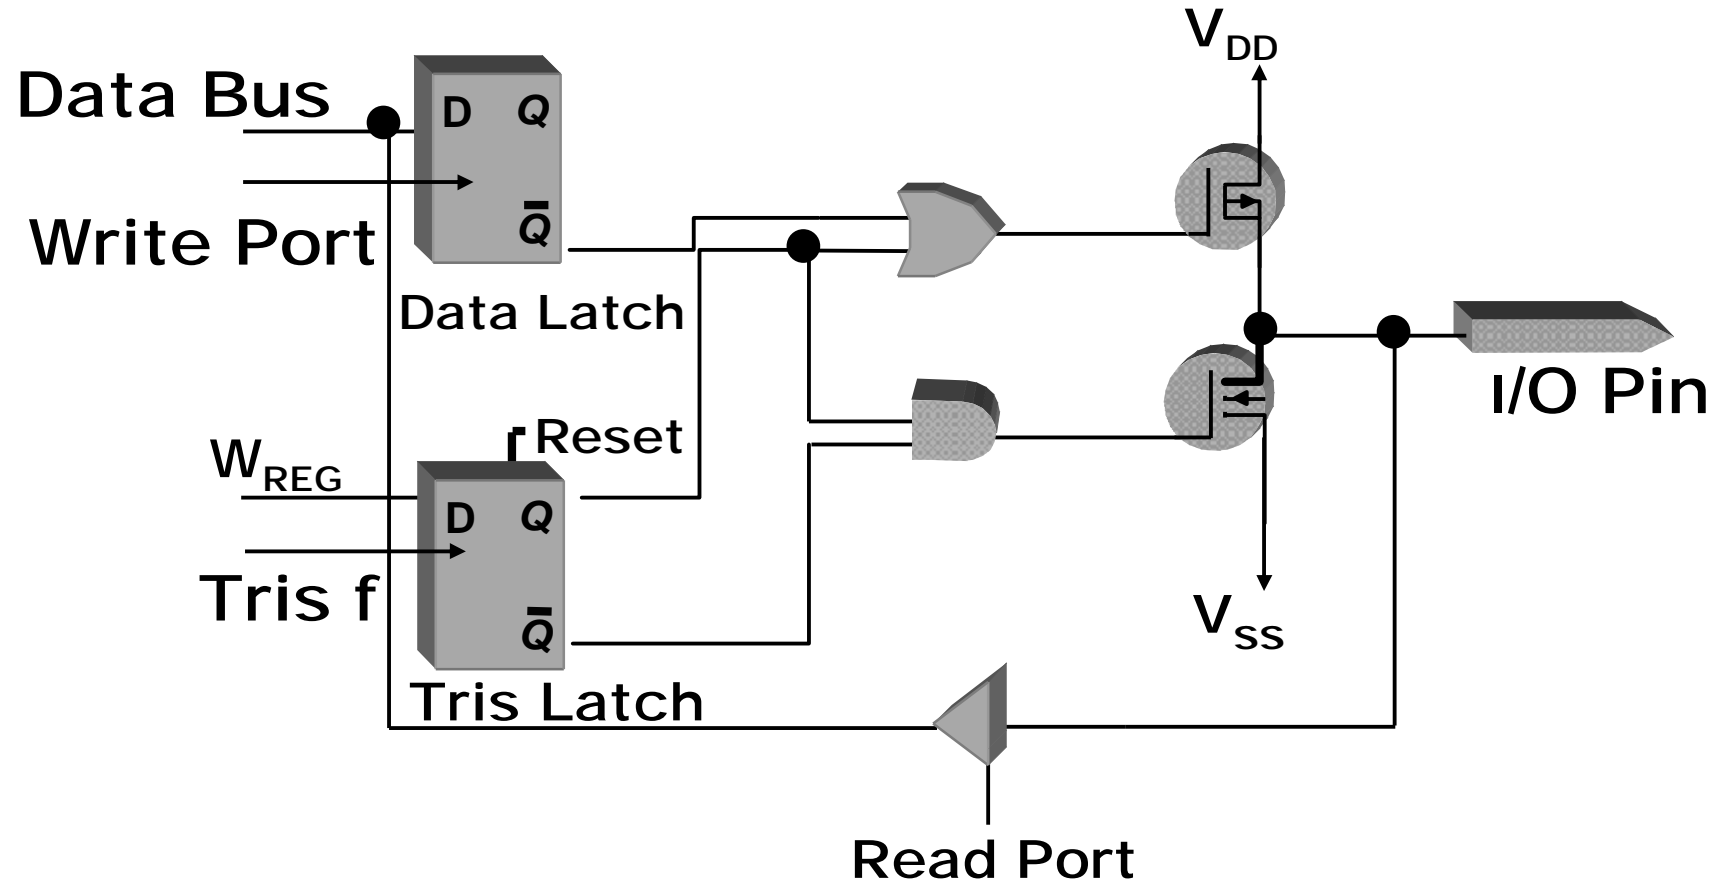 V_DD
Data Bus
D Q
Write Port
Q̅
Data Latch
I/O Pin
Reset
W_REG
D Q
Tris f
Q̅
V_SS
Tris Latch
Read Port